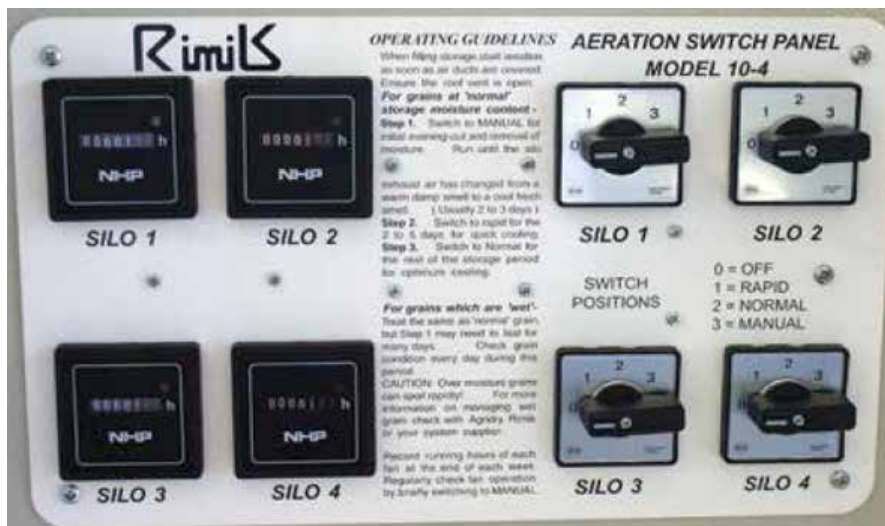 Rimik
OPERATING GUIDELINES
When filling storage start aeration
as soon as air ducts are covered.
Ensure the roof vent is open.
For grains at 'normal'
storage moisture content -
Step 1. Switch to MANUAL for
initial evening-out and removal of
moisture. Run until the silo
exhaust air has changed from a
warm damp smell to a cool fresh
smell. ( Usually 2 to 3 days )
Step 2. Switch to rapid for the
2 to 5 days for quick cooling.
Step 3. Switch to Normal for
the rest of the storage period
for optimum cooling.
For grains which are 'wet'-
Treat the same as 'normal' grain,
but Step 1 may need to last for
many days. Check grain
condition every day during this
period.
CAUTION: Over moisture grains
can spoil rapidly! For more
information on managing wet
grain check with Agridry Rimik
or your system supplier.
Record running hours of each
fan at the end of each week.
Regularly check fan operation
by briefly switching to MANUAL.
AERATION SWITCH PANEL
MODEL 10-4
h
NHP
SILO 1
h
NHP
SILO 2
h
NHP
SILO 3
h
NHP
SILO 4
0 1 2 3
SILO 1
0 1 2 3
SILO 2
SWITCH
POSITIONS
0 = OFF
1 = RAPID
2 = NORMAL
3 = MANUAL
1 2 3
SILO 3
1 2 3
SILO 4